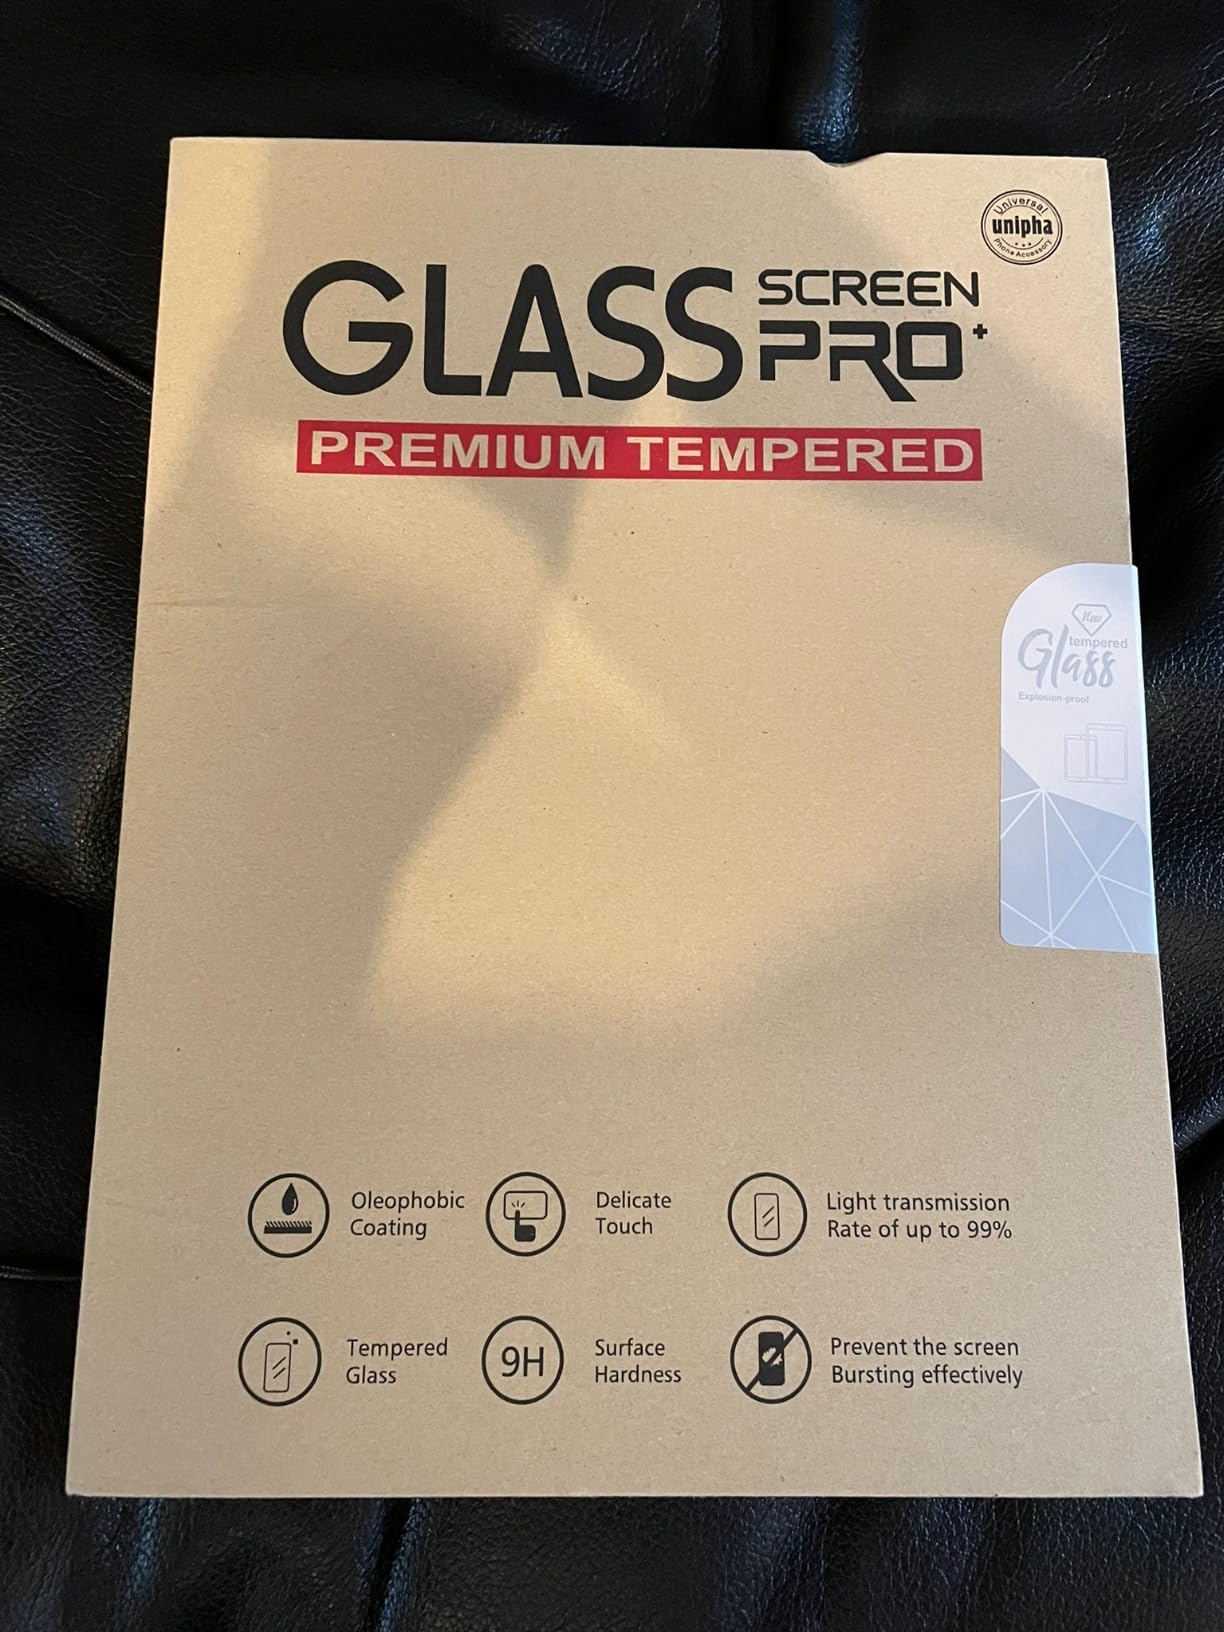 Universal
unipha
Phone Accessory
GLASS SCREEN PRO+
PREMIUM TEMPERED
New
tempered
Glass
Explosion-proof
Oleophobic
Coating
Delicate
Touch
Light transmission
Rate of up to 99%
Tempered
Glass
9H
Surface
Hardness
Prevent the screen
Bursting effectively